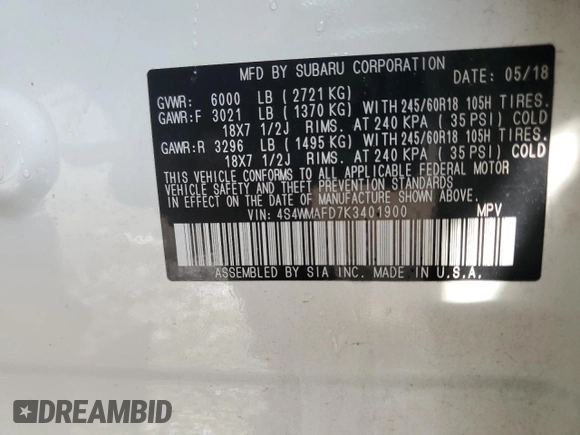 MFD BY SUBARU CORPORATION DATE: 05/18
GVWR: 6000 LB ( 2721 KG)
GAWR:F 3021 LB ( 1370 KG) WITH 245/60R18 105H TIRES.
18X7 1/2J RIMS. AT 240 KPA ( 35 PSI) COLD
GAWR:R 3296 LB ( 1495 KG) WITH 245/60R18 105H TIRES.
18X7 1/2J RIMS. AT 240 KPA ( 35 PSI) COLD
THIS VEHICLE CONFORMS TO ALL APPLICABLE FEDERAL MOTOR
VEHICLE SAFETY AND THEFT PREVENTION STANDARDS
IN EFFECT ON THE DATE OF MANUFACTURE SHOWN ABOVE.
VIN: 4S4WMAFD7K3401900 MPV
ASSEMBLED BY SIA INC. MADE IN U.S.A.
DREAMBID